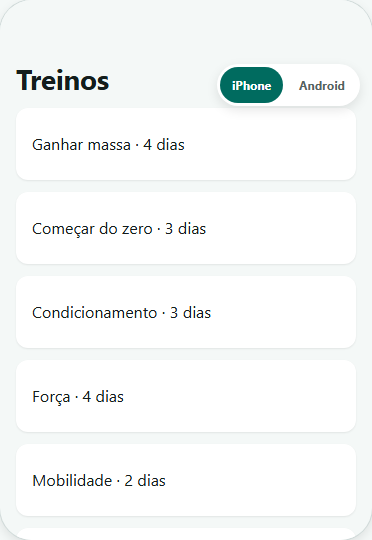 Treinos
iPhone
Android
Ganhar massa · 4 dias
Começar do zero · 3 dias
Condicionamento · 3 dias
Força · 4 dias
Mobilidade · 2 dias